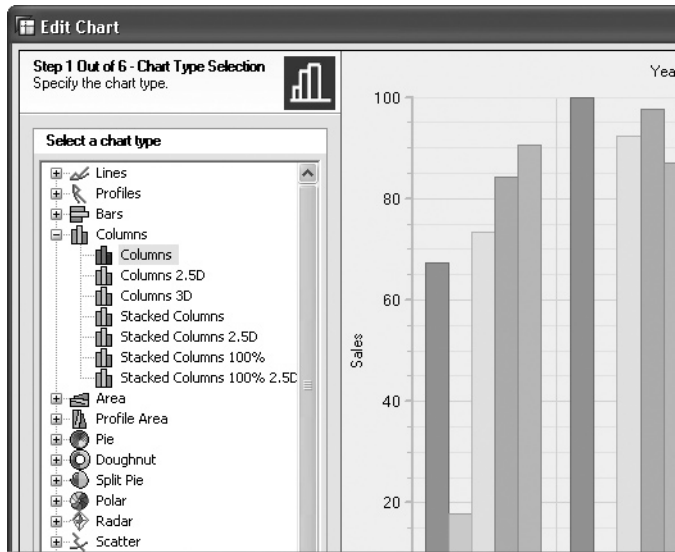 Edit Chart
Step 1 Out of 6 - Chart Type Selection
Specify the chart type.
Select a chart type
Lines
Profiles
Bars
Columns
Columns
Columns 2.5D
Columns 3D
Stacked Columns
Stacked Columns 2.5D
Stacked Columns 100%
Stacked Columns 100% 2.5D
Area
Profile Area
Pie
Doughnut
Split Pie
Polar
Radar
Scatter
Yea
100
80
60
40
20
Sales